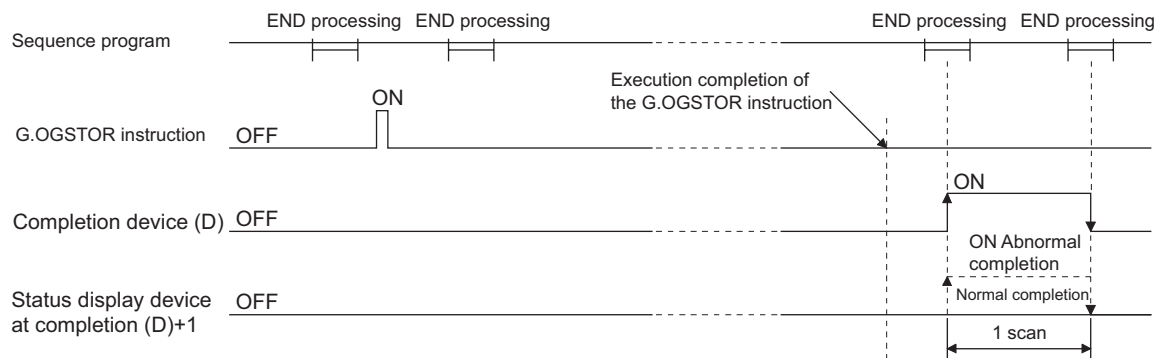 END processing
END processing
END processing
END processing
Sequence program
Execution completion of
the G.OGSTOR instruction
ON
G.OGSTOR instruction
OFF
ON
Completion device (D)
OFF
ON Abnormal
completion
Status display device
at completion (D)+1
OFF
Normal completion
1 scan